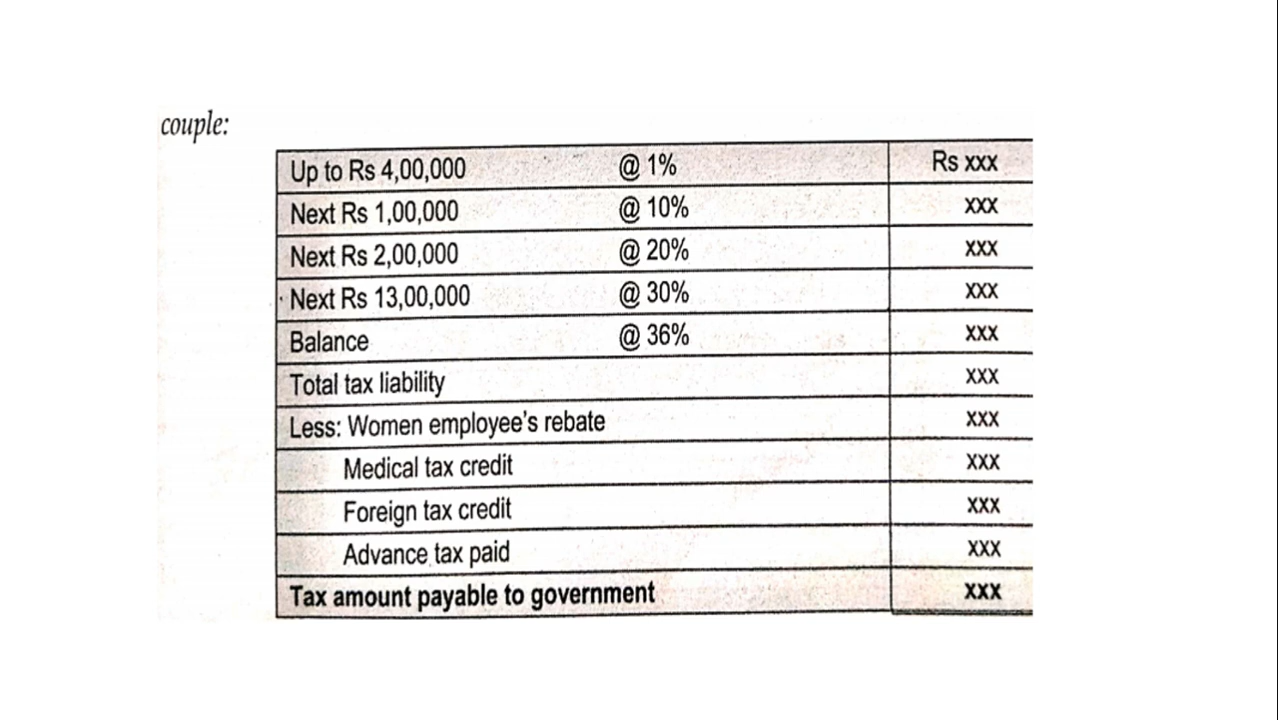 couple:
Up to Rs 4,00,000 @ 1% Rs xxx
Next Rs 1,00,000 @ 10% xxx
Next Rs 2,00,000 @ 20% xxx
Next Rs 13,00,000 @ 30% xxx
Balance @ 36% xxx
Total tax liability xxx
Less: Women employee's rebate xxx
Medical tax credit xxx
Foreign tax credit xxx
Advance tax paid xxx
Tax amount payable to government xxx